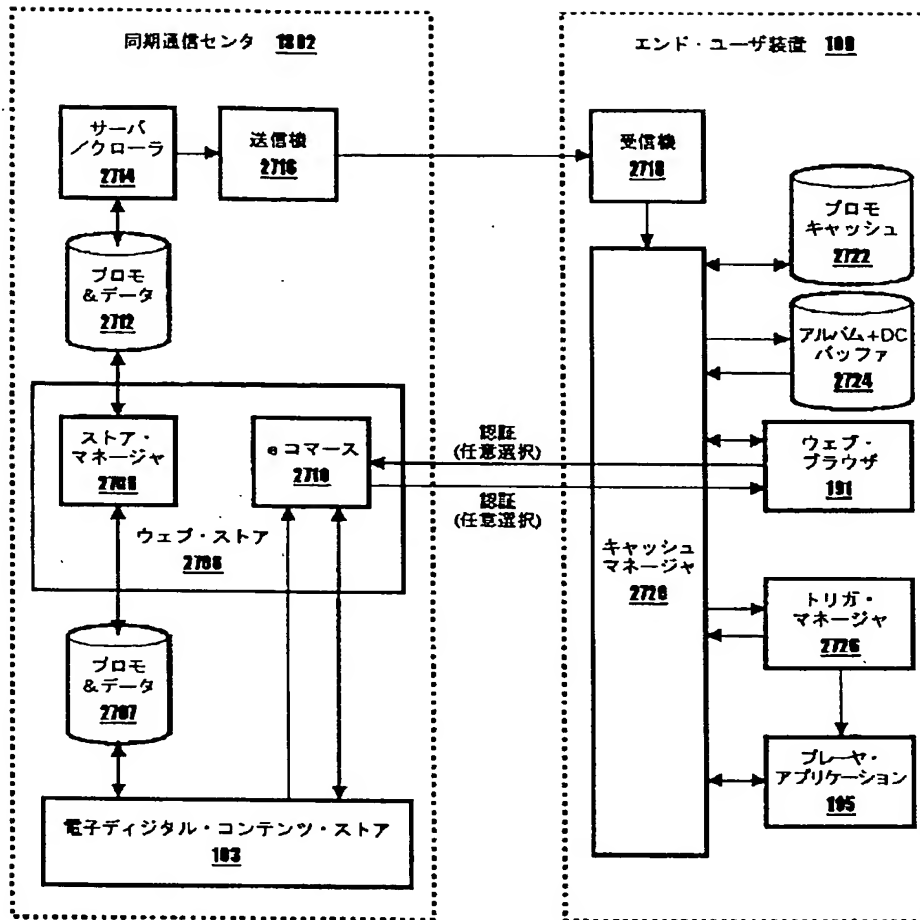 同期通信センタ 1802
エンド・ユーザ装置 109
サーバ
/クローラ
2714
送信機
2716
受信機
2718
プロモ
キャッシュ
2722
プロモ
&データ
2712
アルバム+DC
バッファ
2724
ストア・
マネージャ
eコマース
2710
認証
(任意選択)
ウェブ・
ブラウザ
191
認証
(任意選択)
ウェブ・ストア
キャッシュ
マネージャ
2720
トリガ・
マネージャ
2726
プロモ
&データ
2707
プレーヤ・
アプリケーション
195
電子ディジタル・コンテンツ・ストア
103